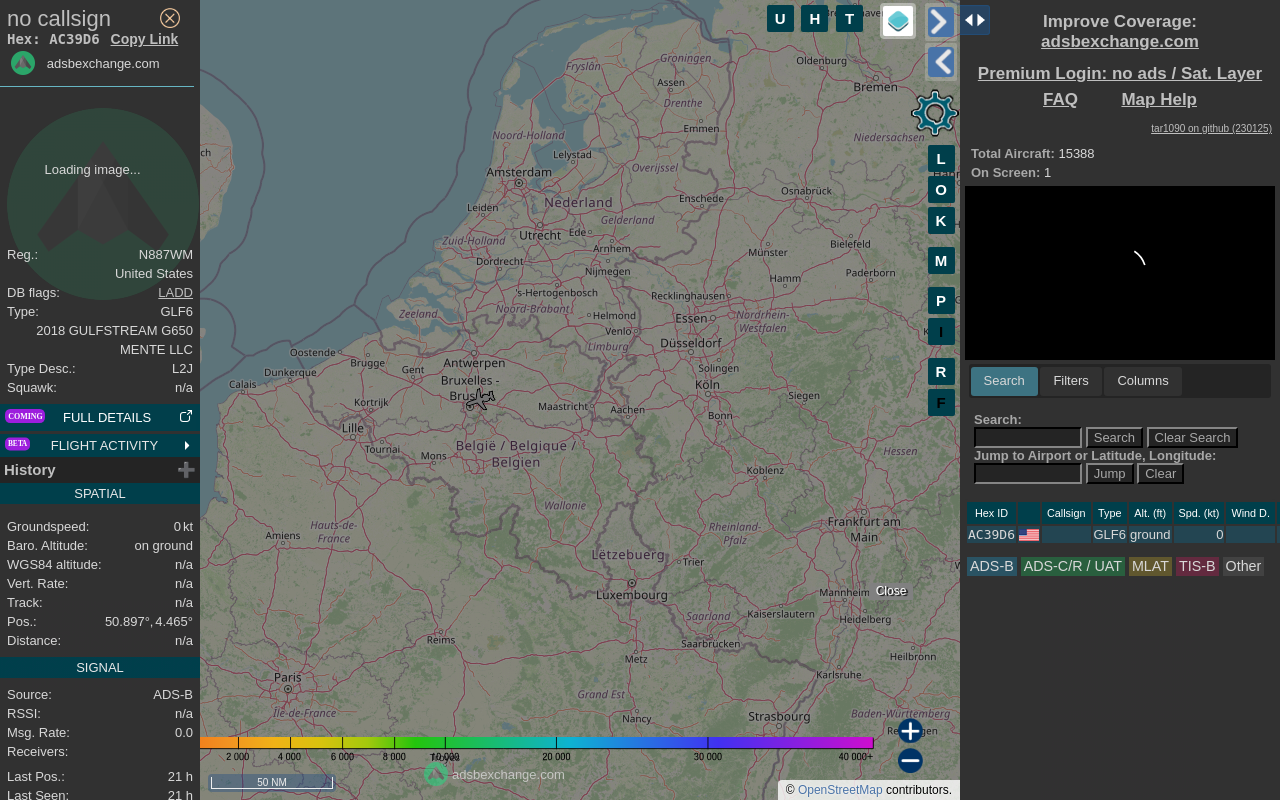 no callsign
Hex: AC39D6 Copy Link
adsbexchange.com
Loading image...
Reg.: N887WM
United States
DB flags: LADD
Type: GLF6
2018 GULFSTREAM G650
MENTE LLC
Type Desc.: L2J
Squawk: n/a
COMING FULL DETAILS
BETA FLIGHT ACTIVITY
History
SPATIAL
Groundspeed: 0 kt
Baro. Altitude: on ground
WGS84 altitude: n/a
Vert. Rate: n/a
Track: n/a
Pos.: 50.897°, 4.465°
Distance: n/a
SIGNAL
Source: ADS-B
RSSI: n/a
Msg. Rate: 0.0
Receivers:
Last Pos.: 21 h
Last Seen: 21 h
U H T
L
O
K
M
P
I
R
F
Fryslân
Groningen
Assen
Drenthe
Oldenburg
Bremen
Emmen
Noord-Holland
Niedersachsen
Lelystad
Overijssel
Amsterdam
Osnabrück
Nederland
Enschede
Leiden
Gelderland
Zuid-Holland
Utrecht
Ede
Arnhem
Münster
Bielefeld
Dordrecht
Nijmegen
Hamm
Paderborn
's-Hertogenbosch
Recklinghausen
Noord-Brabant
Zeeland
Helmond
Essen
Nordrhein-
Westfalen
Venlo
Limburg
Düsseldorf
Oostende
Brugge
Antwerpen
Gent
Dunkerque
Calais
Bruxelles -
Solingen
Köln
Kortrijk
Maastricht
Aachen
Siegen
Bonn
Lille
Tournai
Mons
België / Belgique /
Belgien
Hessen
Koblenz
Wallonie
Hauts-de-
France
Amiens
Rheinland-
Pfalz
Frankfurt am
Main
Lëtzebuerg
Trier
Luxembourg
Mannheim
Close
Saarland
Kaiserslautern
Heidelberg
Reims
Saarbrücken
Heilbronn
Metz
Karlsruhe
Paris
Grand Est
Île-de-France
Nancy
Strasbourg
Baden-Württemberg
2 000 4 000 6 000 8 000 10 000 20 000 30 000 40 000+
Troyes
adsbexchange.com
50 NM
© OpenStreetMap contributors.
Improve Coverage:
adsbexchange.com
Premium Login: no ads / Sat. Layer
FAQ Map Help
tar1090 on github (230125)
Total Aircraft: 15388
On Screen: 1
Search Filters Columns
Search:
Search Clear Search
Jump to Airport or Latitude, Longitude:
Jump Clear
Hex ID Callsign Type Alt. (ft) Spd. (kt) Wind D.
AC39D6 GLF6 ground 0
ADS-B ADS-C/R / UAT MLAT TIS-B Other